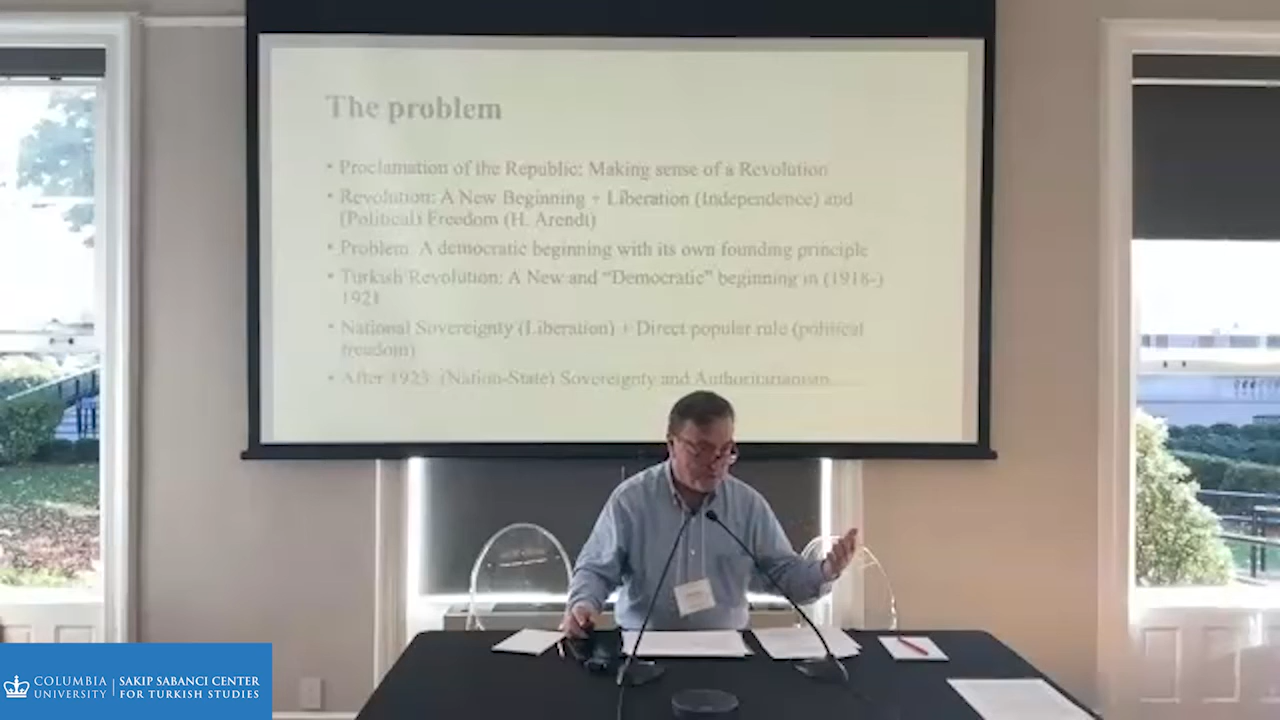 The problem
• Proclamation of the Republic: Making sense of a Revolution
• Revolution: A New Beginning + Liberation (Independence) and
(Political) Freedom (H. Arendt)
• Problem: A democratic beginning with its own founding principle
• Turkish Revolution: A New and “Democratic” beginning in (1918-)
1921
• National Sovereignty (Liberation) + Direct popular rule (political
freedom)
• After 1923: (Nation-State) Sovereignty and Authoritarianism
COLUMBIA
UNIVERSITY
SAKIP SABANCI CENTER
FOR TURKISH STUDIES